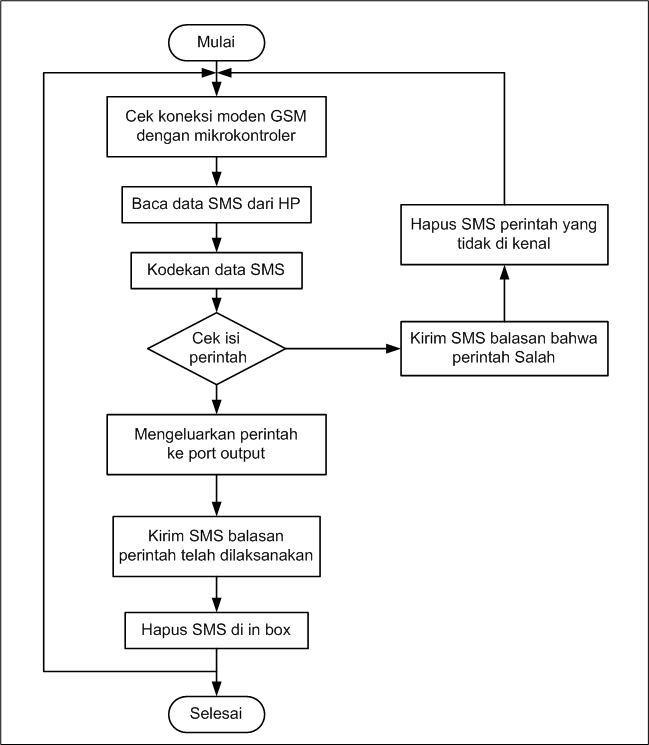 Mulai
Cek koneksi moden GSM
dengan mikrokontroler
Baca data SMS dari HP
Kodekan data SMS
Cek isi
perintah
Kirim SMS balasan bahwa
perintah Salah
Hapus SMS perintah yang
tidak di kenal
Mengeluarkan perintah
ke port output
Kirim SMS balasan
perintah telah dilaksanakan
Hapus SMS di in box
Selesai